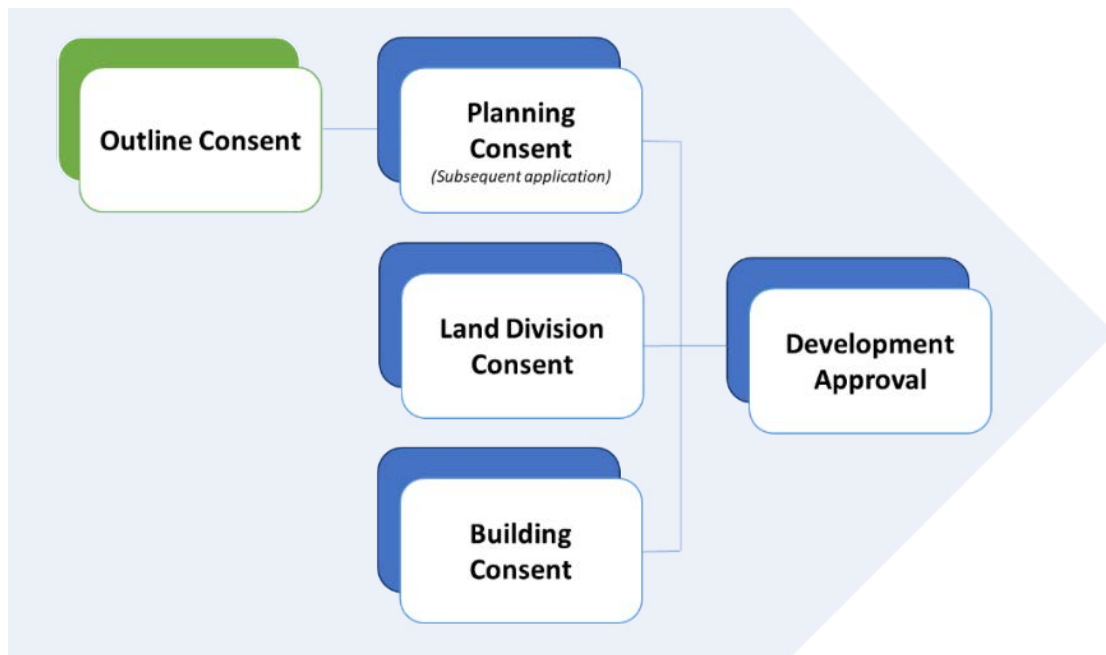 Outline Consent
Planning
Consent
(Subsequent application)
Land Division
Consent
Building
Consent
Development
Approval